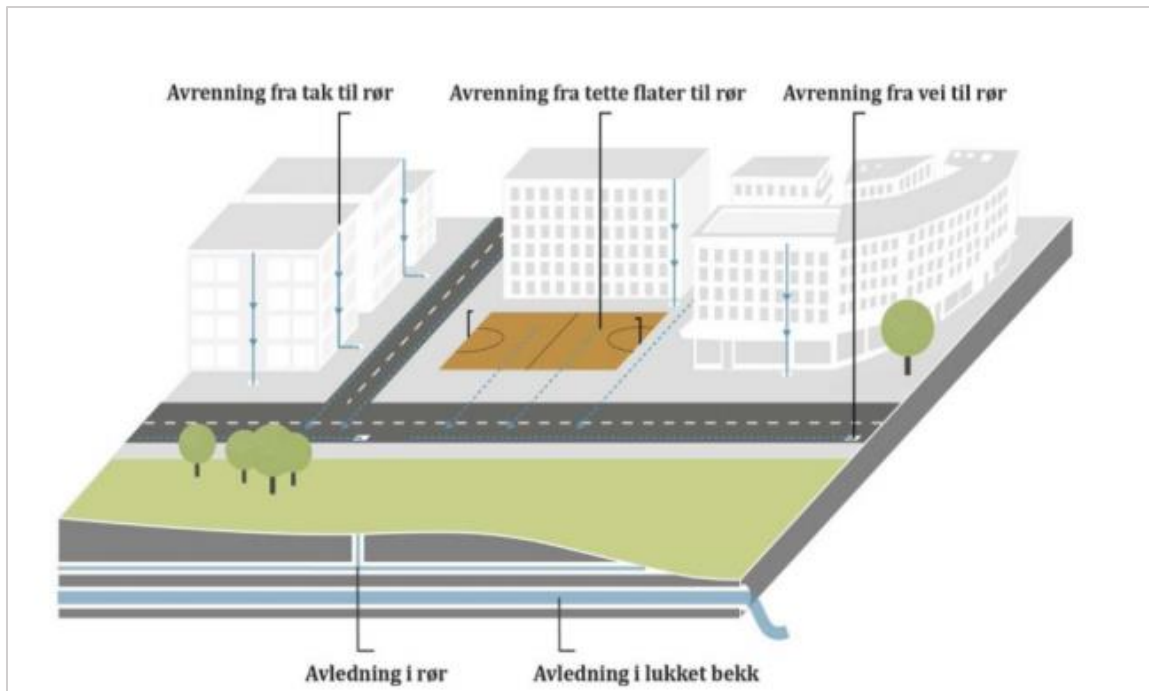 Avrenning fra tak til rør
Avrenning fra tette flater til rør
Avrenning fra vei til rør
Avledning i rør
Avledning i lukket bekk